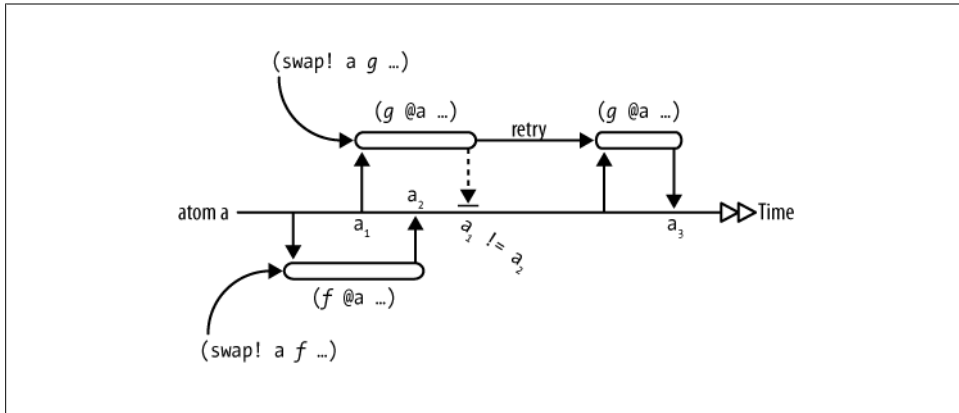 (swap! a g …)
(g @a …)
(g @a …)
retry
a₂
atom a
Time
a₁
a₁ != a₂
a₃
(f @a …)
(swap! a f …)